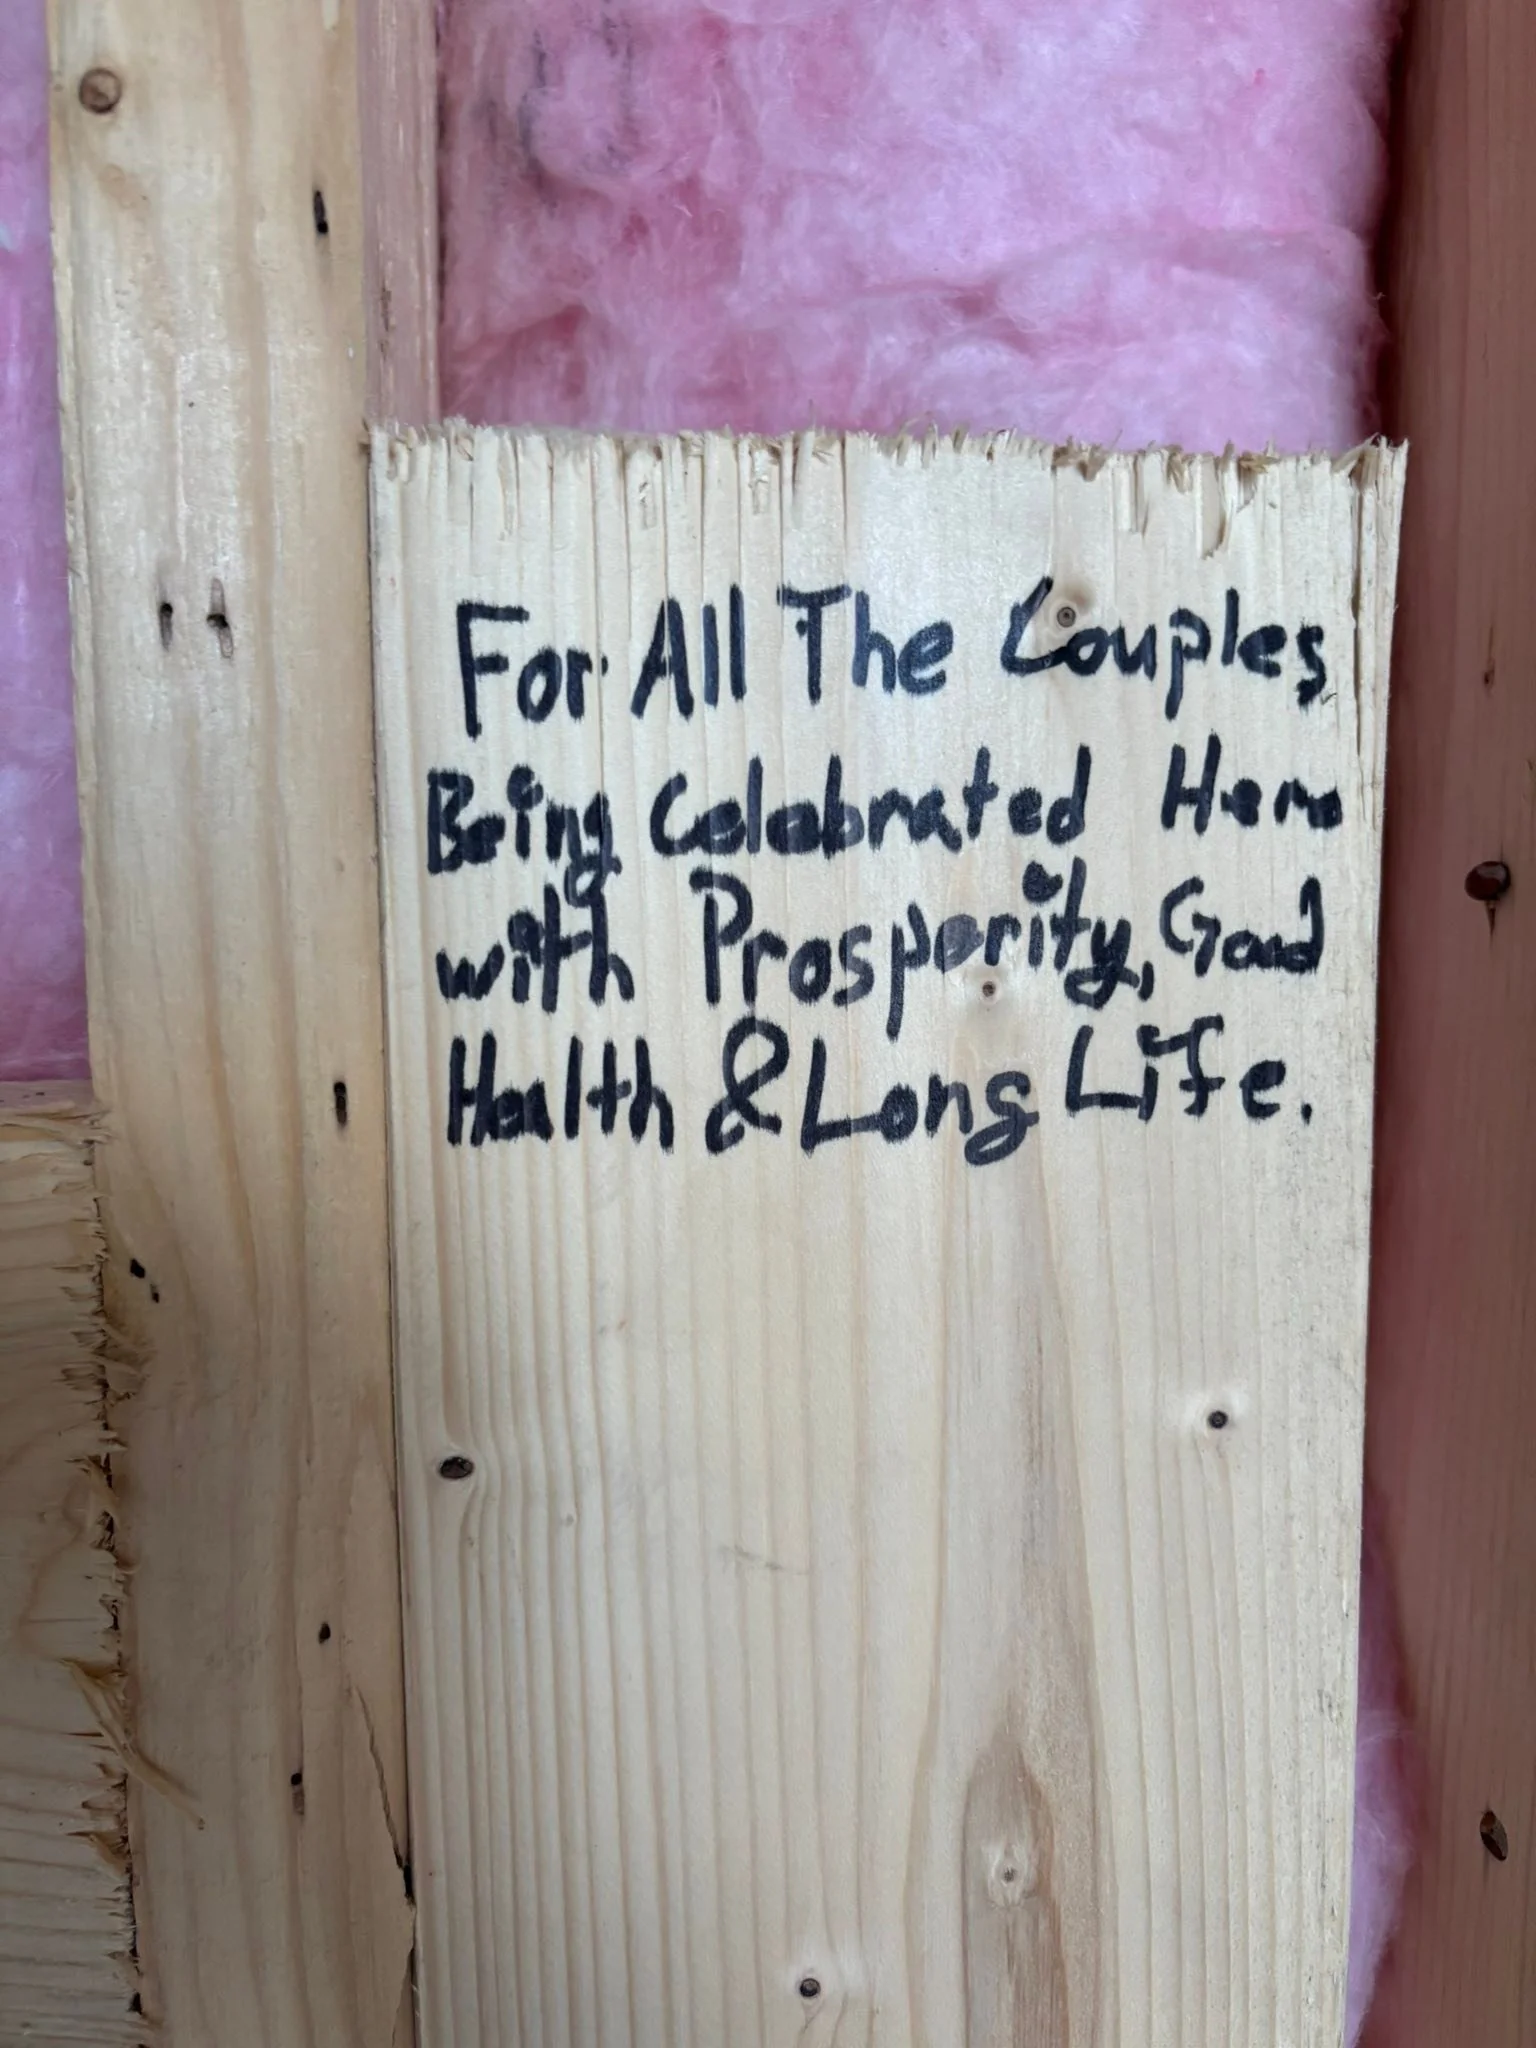 For All The Couples
Being Celebrated Here
with Prosperity, Good
Health & Long Life.